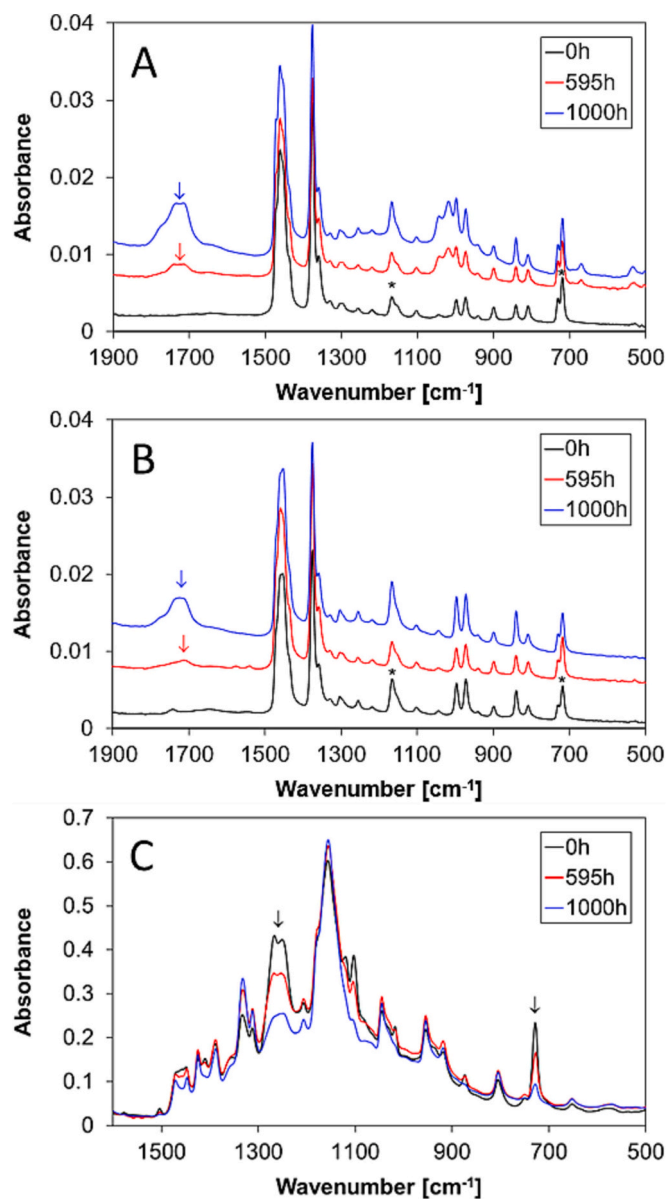 A
0.04
0.03
0.02
0.01
0
Absorbance
0h
595h
1000h
↓
↓
*
*
1900 1700 1500 1300 1100 900 700 500
Wavenumber [cm-1]
B
0.04
0.03
0.02
0.01
0
Absorbance
0h
595h
1000h
↓
↓
*
*
1900 1700 1500 1300 1100 900 700 500
Wavenumber [cm-1]
C
0.7
0.6
0.5
0.4
0.3
0.2
0.1
0
Absorbance
0h
595h
1000h
↓
↓
1500 1300 1100 900 700 500
Wavenumber [cm-1]